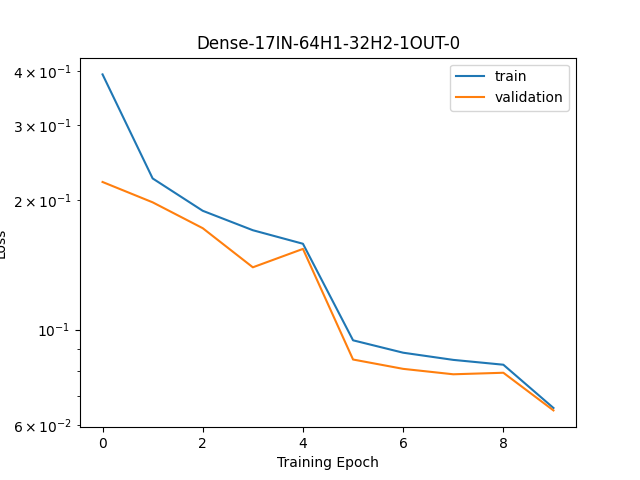 Dense-17IN-64H1-32H2-1OUT-0
train
validation
4 × 10⁻¹
3 × 10⁻¹
2 × 10⁻¹
10⁻¹
6 × 10⁻²
Loss
0 2 4 6 8
Training Epoch